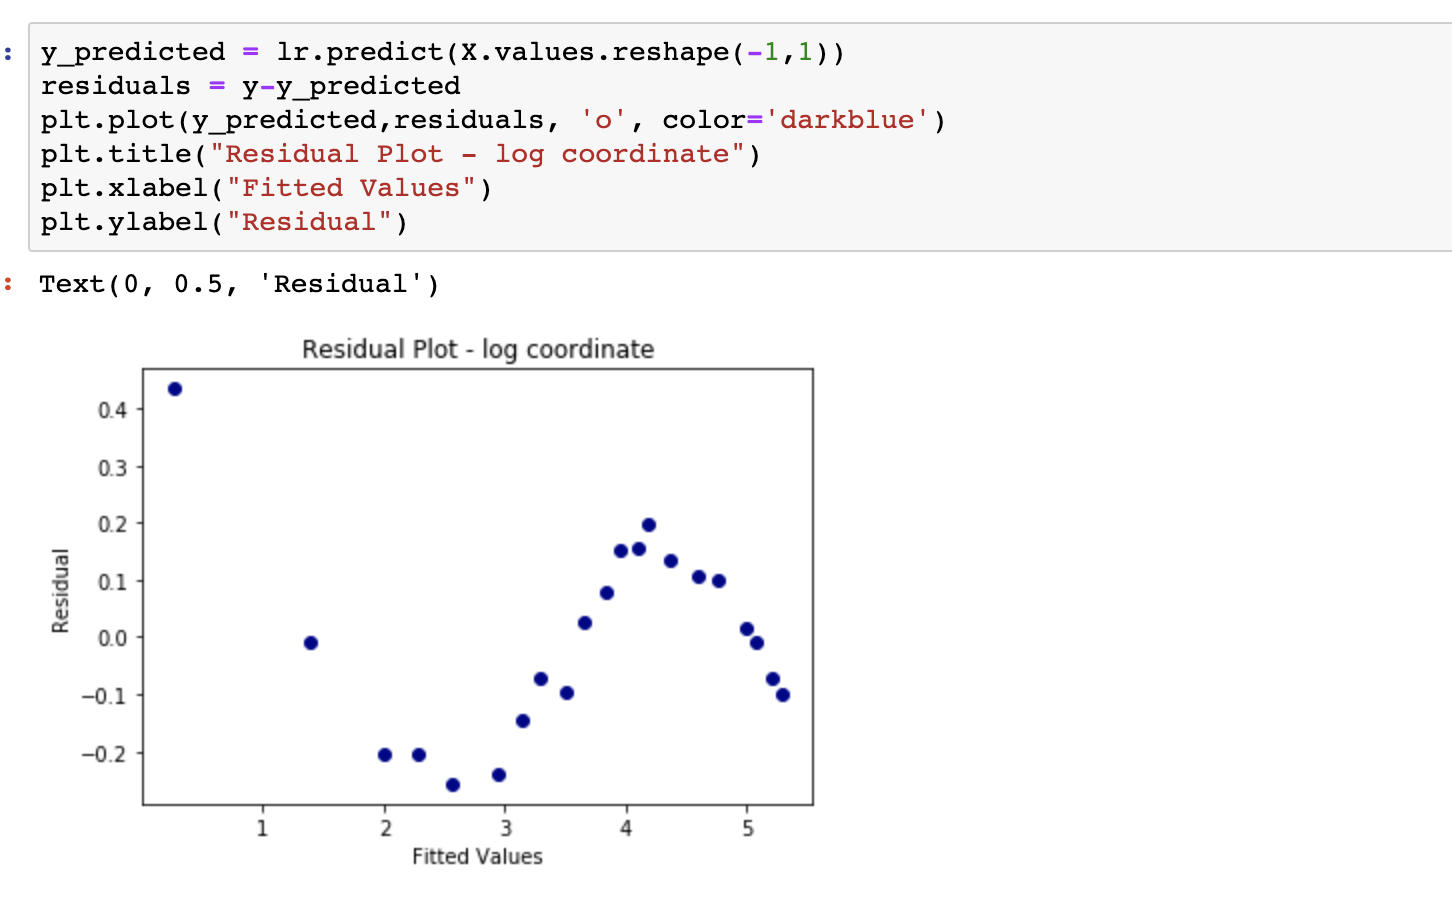 : y_predicted = lr.predict(X.values.reshape(-1,1))
residuals = y-y_predicted
plt.plot(y_predicted,residuals, 'o', color='darkblue')
plt.title("Residual Plot - log coordinate")
plt.xlabel("Fitted Values")
plt.ylabel("Residual")
: Text(0, 0.5, 'Residual')
Residual Plot - log coordinate
0.4
0.3
0.2
0.1
0.0
−0.1
−0.2
Residual
1 2 3 4 5
Fitted Values